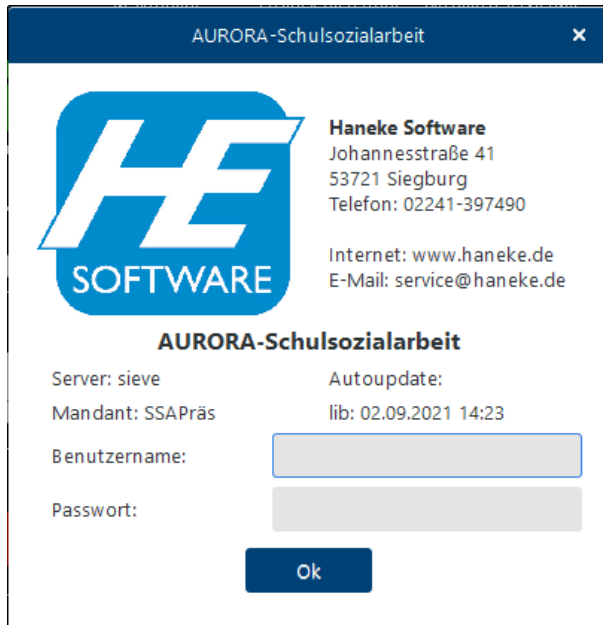 AURORA-Schulsozialarbeit
HE
SOFTWARE
Haneke Software
Johannesstraße 41
53721 Siegburg
Telefon: 02241-397490
Internet: www.haneke.de
E-Mail: service@haneke.de
AURORA-Schulsozialarbeit
Server: sieve
Autoupdate:
Mandant: SSAPräs
lib: 02.09.2021 14:23
Benutzername:
Passwort:
Ok